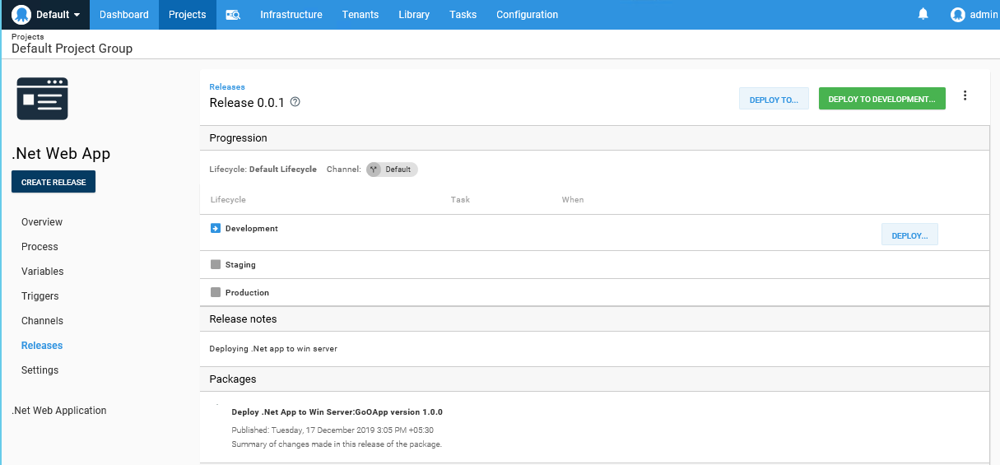 Default Dashboard Projects Infrastructure Tenants Library Tasks Configuration admin
Projects
Default Project Group
.Net Web App
CREATE RELEASE
Overview
Process
Variables
Triggers
Channels
Releases
Settings
.Net Web Application
Releases
Release 0.0.1 ?
DEPLOY TO... DEPLOY TO DEVELOPMENT...
Progression
Lifecycle: Default Lifecycle Channel: Default
Lifecycle Task When
Development DEPLOY...
Staging
Production
Release notes
Deploying .Net app to win server
Packages
Deploy .Net App to Win Server:GoOApp version 1.0.0
Published: Tuesday, 17 December 2019 3:05 PM +05:30
Summary of changes made in this release of the package.